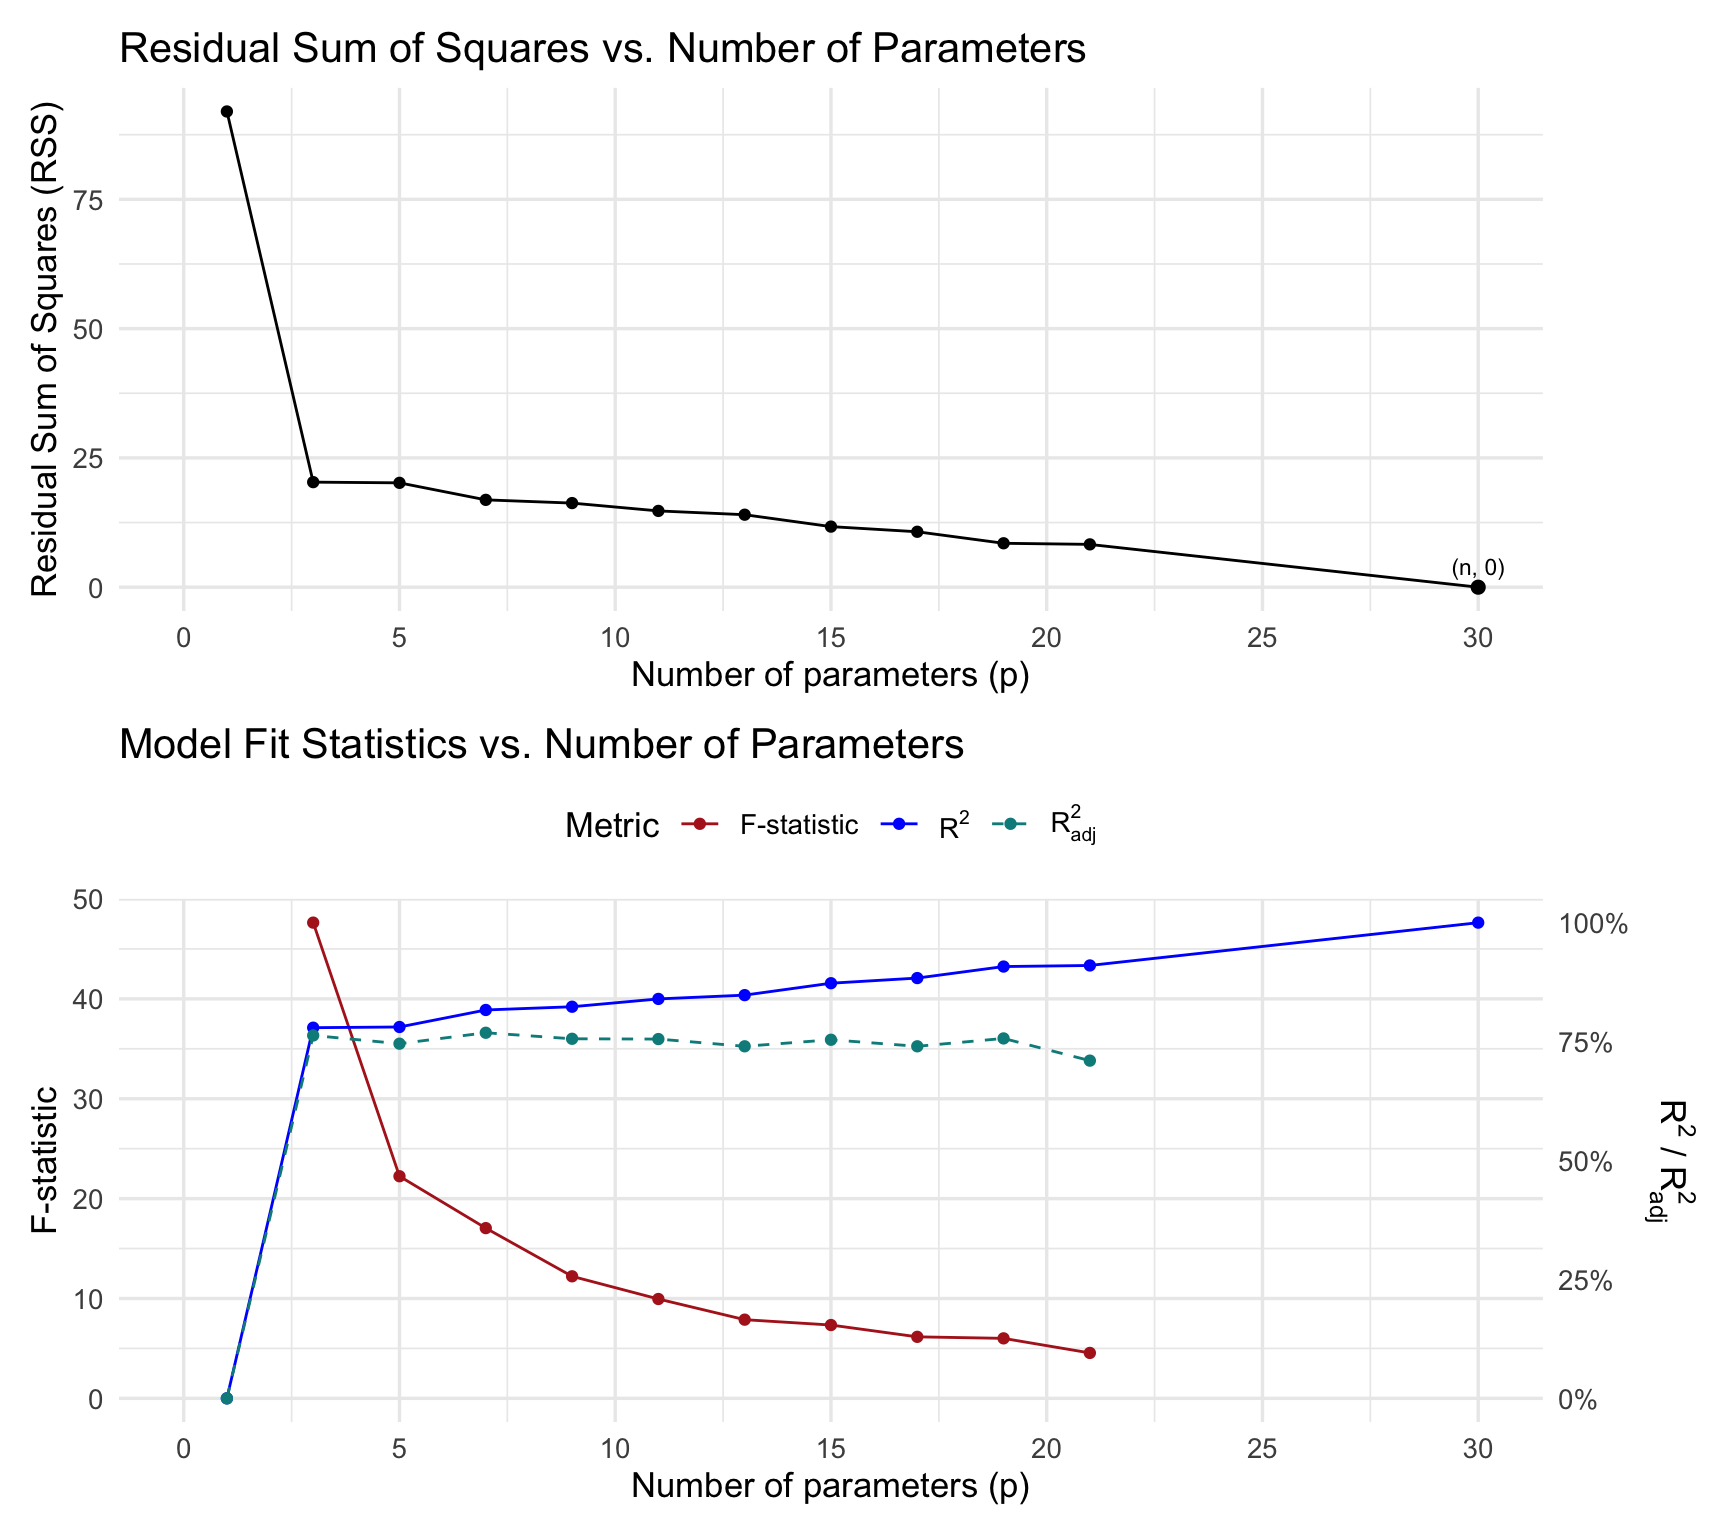 Residual Sum of Squares vs. Number of Parameters
Residual Sum of Squares (RSS)
75
50
25
0
(n, 0)
0 5 10 15 20 25 30
Number of parameters (p)
Model Fit Statistics vs. Number of Parameters
Metric F-statistic R² R²adj
F-statistic
50
40
30
20
10
0
100%
75%
50%
25%
0%
R² / R²adj
0 5 10 15 20 25 30
Number of parameters (p)